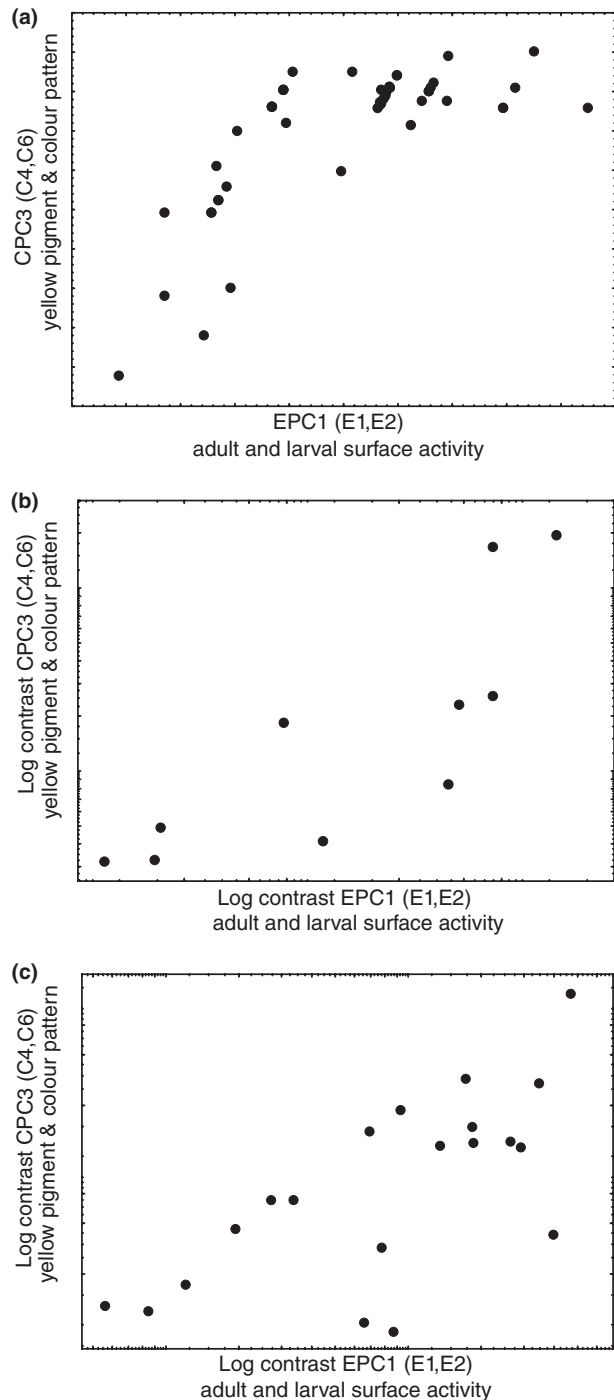 (a)
CPC3 (C4,C6)
yellow pigment & colour pattern
EPC1 (E1,E2)
adult and larval surface activity
(b)
Log contrast CPC3 (C4,C6)
yellow pigment & colour pattern
Log contrast EPC1 (E1,E2)
adult and larval surface activity
(c)
Log contrast CPC3 (C4,C6)
yellow pigment & colour pattern
Log contrast EPC1 (E1,E2)
adult and larval surface activity